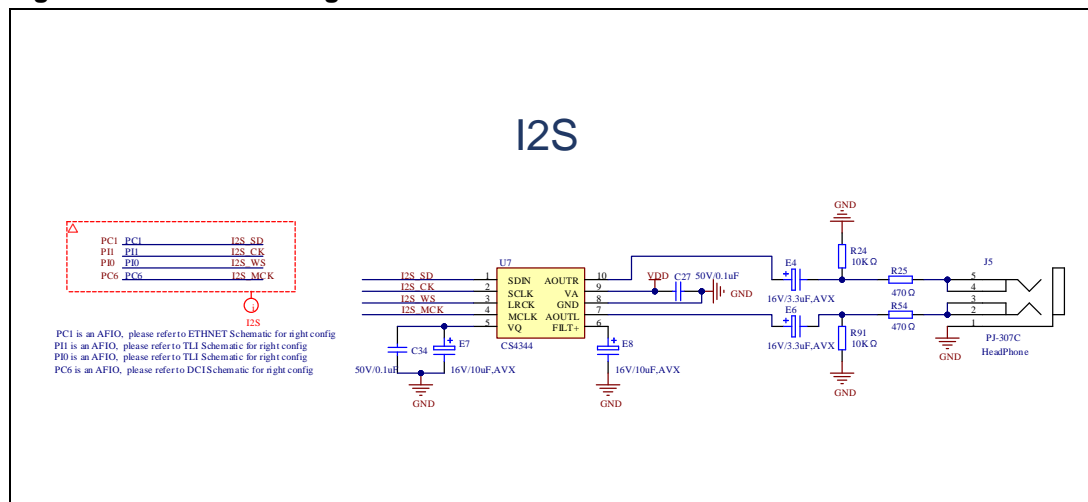 I2S
PC1 PC1 I2S_SD
PI1 PI1 I2S_CK
PI0 PI0 I2S_WS
PC6 PC6 I2S_MCK
I2S
PC1 is an AFIO, please refer to ETHNET Schematic for right config
PI1 is an AFIO, please refer to TLI Schematic for right config
PI0 is an AFIO, please refer to TLI Schematic for right config
PC6 is an AFIO, please refer to DCI Schematic for right config
U7
I2S_SD 1 SDIN AOUTR 10
I2S_CK 2 SCLK VA 9
I2S_WS 3 LRCK GND 8
I2S_MCK 4 MCLK AOUTL 7
5 VQ FILT+ 6
CS4344
C34
50V/0.1uF
E7
16V/10uF,AVX
GND
E8
16V/10uF,AVX
GND
VDD
C27
50V/0.1uF
GND
E4
16V/3.3uF,AVX
E6
16V/3.3uF,AVX
GND
R24
10KΩ
R25
470Ω
R54
470Ω
R91
10KΩ
GND
J5
5
4
3
2
1
GND
PJ-307C
HeadPhone